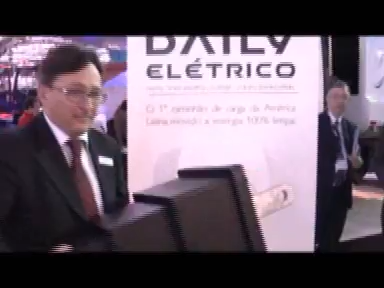 DAILY
ELÉTRICO
O 1º caminhão de carga da América
Latina movido a energia 100% limpa!